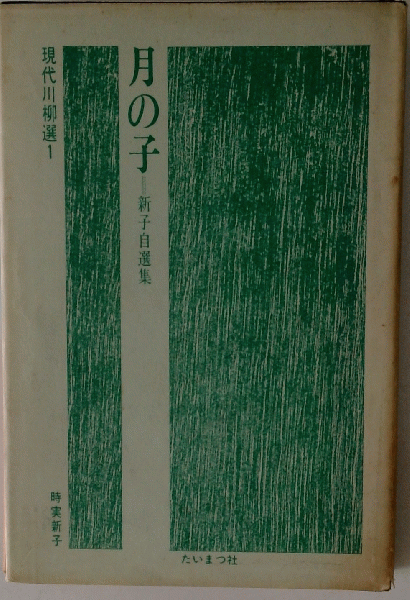 現代川柳選1
月の子
新子自選集
時実新子
たいまつ社